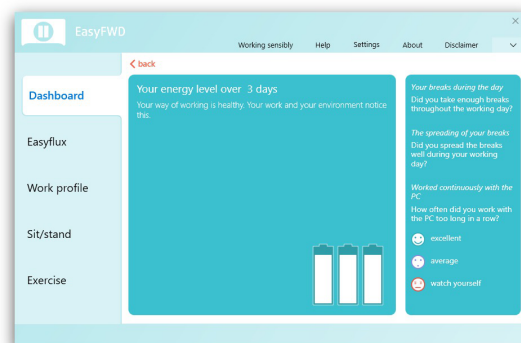 EasyFWD
Working sensibly Help Settings About Disclaimer
back
Dashboard
Easyflux
Work profile
Sit/stand
Exercise
Your energy level over 3 days
Your way of working is healthy. Your work and your environment notice
this.
Your breaks during the day
Did you take enough breaks
throughout the working day?
The spreading of your breaks
Did you spread the breaks
well during your working
day?
Worked continuously with the
PC
How often did you work with
the PC too long in a row?
excellent
average
watch yourself